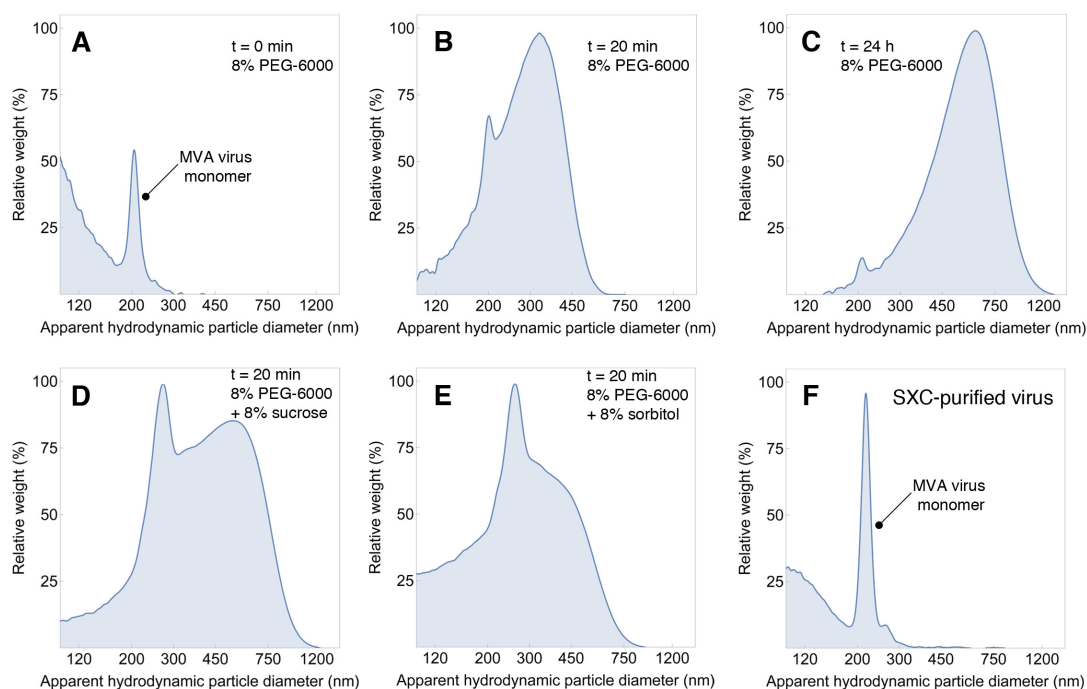 A
t = 0 min
8% PEG-6000
MVA virus
monomer
100
75
50
25
Relative weight (%)
120 200 300 450 750 1200
Apparent hydrodynamic particle diameter (nm)
B
t = 20 min
8% PEG-6000
100
75
50
25
Relative weight (%)
120 200 300 450 750 1200
Apparent hydrodynamic particle diameter (nm)
C
t = 24 h
8% PEG-6000
100
75
50
25
Relative weight (%)
120 200 300 450 750 1200
Apparent hydrodynamic particle diameter (nm)
D
t = 20 min
8% PEG-6000
+ 8% sucrose
100
75
50
25
Relative weight (%)
120 200 300 450 750 1200
Apparent hydrodynamic particle diameter (nm)
E
t = 20 min
8% PEG-6000
+ 8% sorbitol
100
75
50
25
Relative weight (%)
120 200 300 450 750 1200
Apparent hydrodynamic particle diameter (nm)
F
SXC-purified virus
MVA virus
monomer
100
75
50
25
Relative weight (%)
120 200 300 450 750 1200
Apparent hydrodynamic particle diameter (nm)